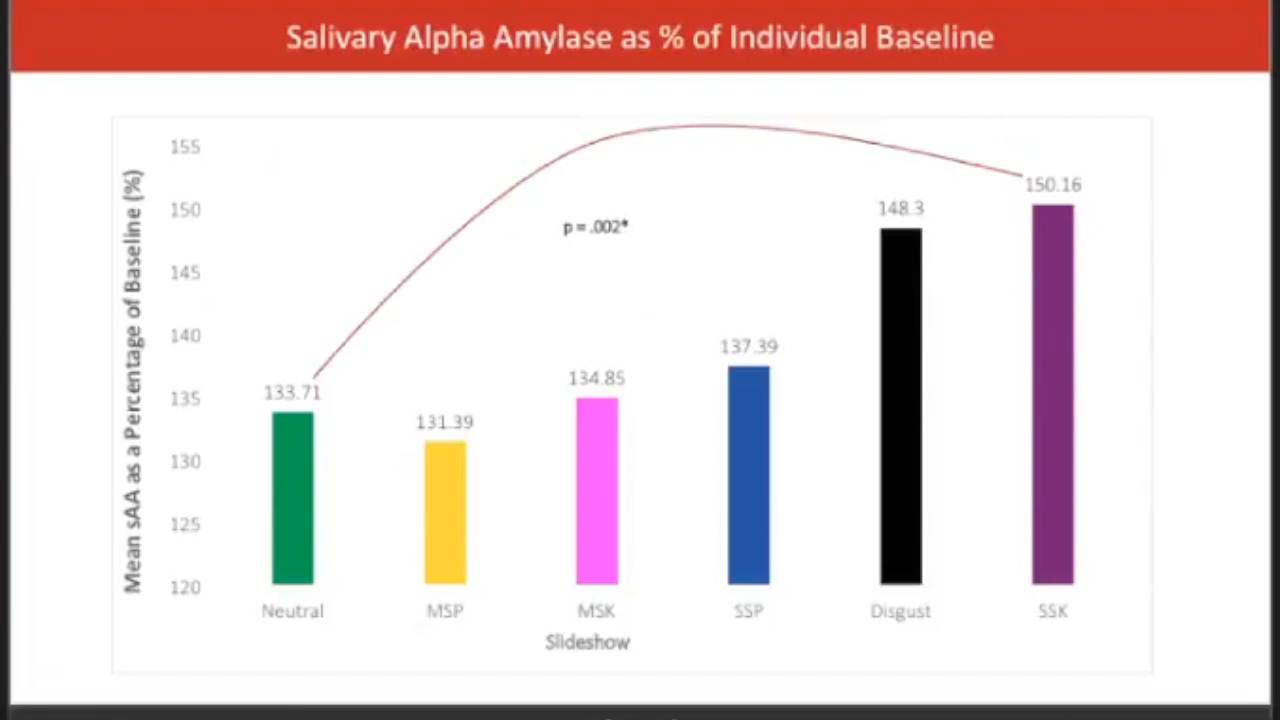 Salivary Alpha Amylase as % of Individual Baseline
Mean sAA as a Percentage of Baseline (%)
155
150
145
140
135
130
125
120
p = .002*
133.71
131.39
134.85
137.39
148.3
150.16
Neutral MSP MSK SSP Disgust SSK
Slideshow